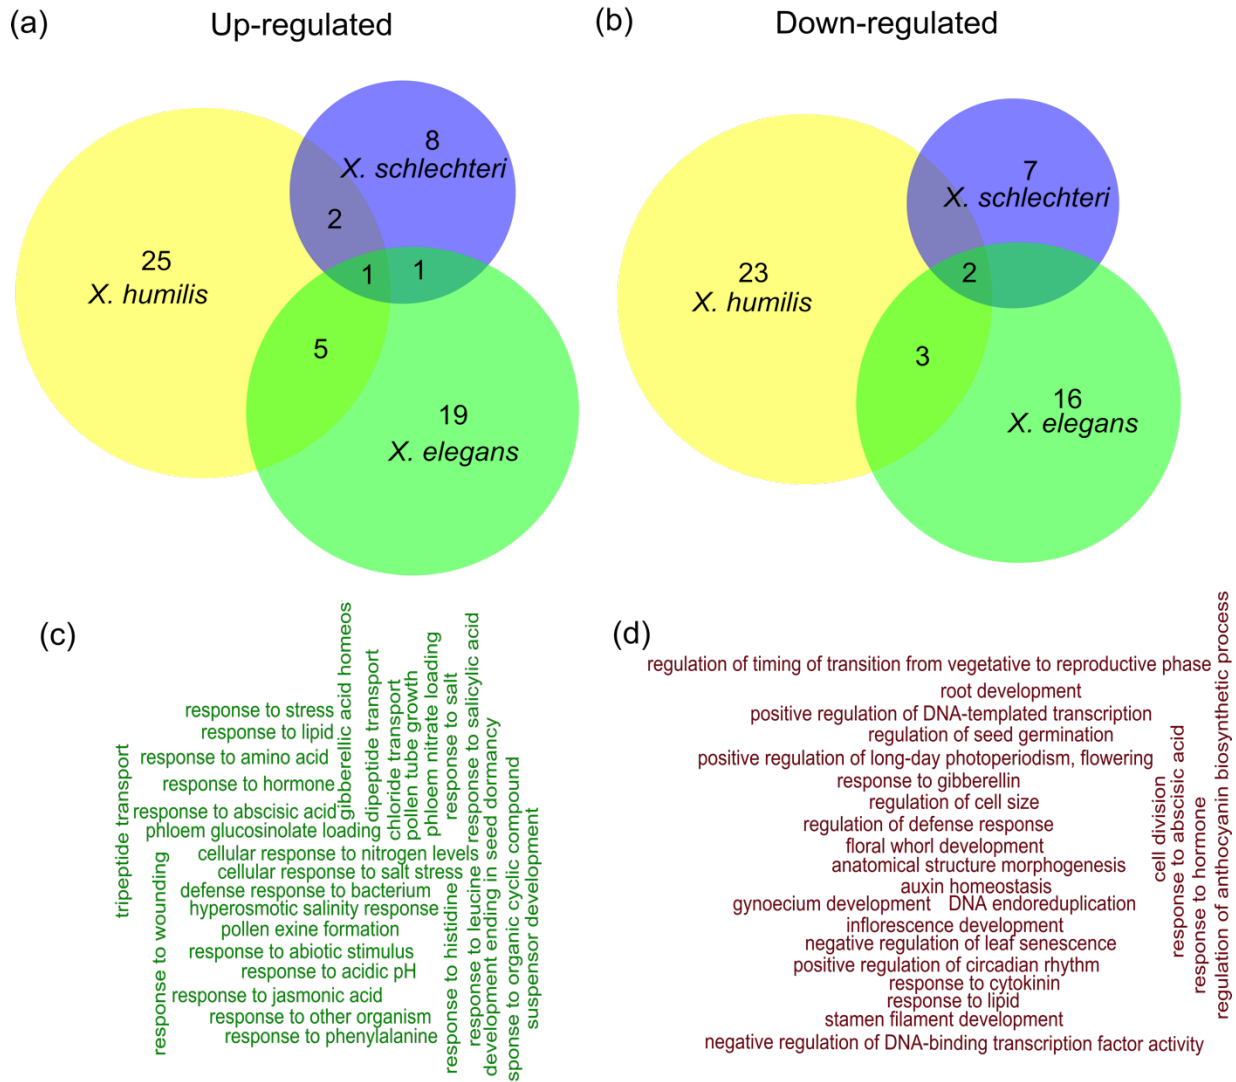 (a)
Up-regulated
(b)
Down-regulated
8
X. schlechteri
2
25
X. humilis
1
1
5
19
X. elegans
7
X. schlechteri
23
X. humilis
2
3
16
X. elegans
(c)
response to stress
response to lipid
response to amino acid
response to hormone
response to abscisic acid
phloem glucosinolate loading
cellular response to nitrogen levels
cellular response to salt stress
defense response to bacterium
hyperosmotic salinity response
pollen exine formation
response to abiotic stimulus
response to acidic pH
response to jasmonic acid
response to other organism
response to phenylalanine
tripeptide transport
response to wounding
gibberellic acid homeos
dipeptide transport
chloride transport
pollen tube growth
phloem nitrate loading
response to salt
response to histidine
response to salicylic acid
response to leucine
development ending in seed dormancy
sponse to organic cyclic compound
suspensor development
(d)
regulation of timing of transition from vegetative to reproductive phase
root development
positive regulation of DNA-templated transcription
regulation of seed germination
positive regulation of long-day photoperiodism, flowering
response to gibberellin
regulation of cell size
regulation of defense response
floral whorl development
anatomical structure morphogenesis
auxin homeostasis
gynoecium development DNA endoreduplication
inflorescence development
negative regulation of leaf senescence
positive regulation of circadian rhythm
response to cytokinin
response to lipid
stamen filament development
negative regulation of DNA-binding transcription factor activity
cell division
response to abscisic acid
response to hormone
regulation of anthocyanin biosynthetic process